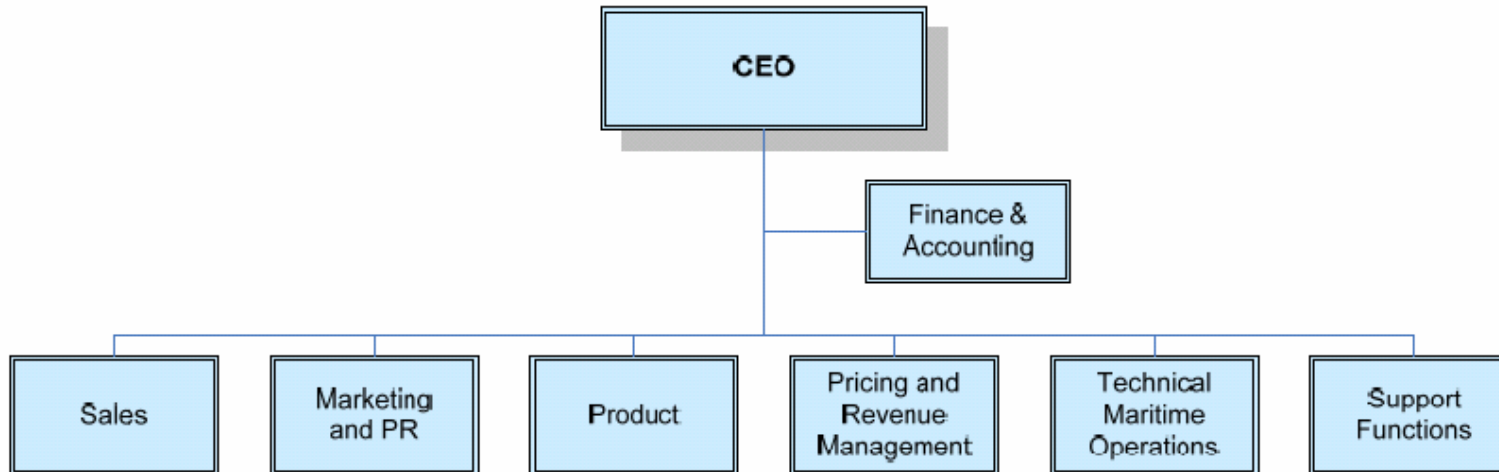 CEO
Finance &
Accounting
Sales
Marketing
and PR
Product
Pricing and
Revenue
Management
Technical
Maritime
Operations
Support
Functions